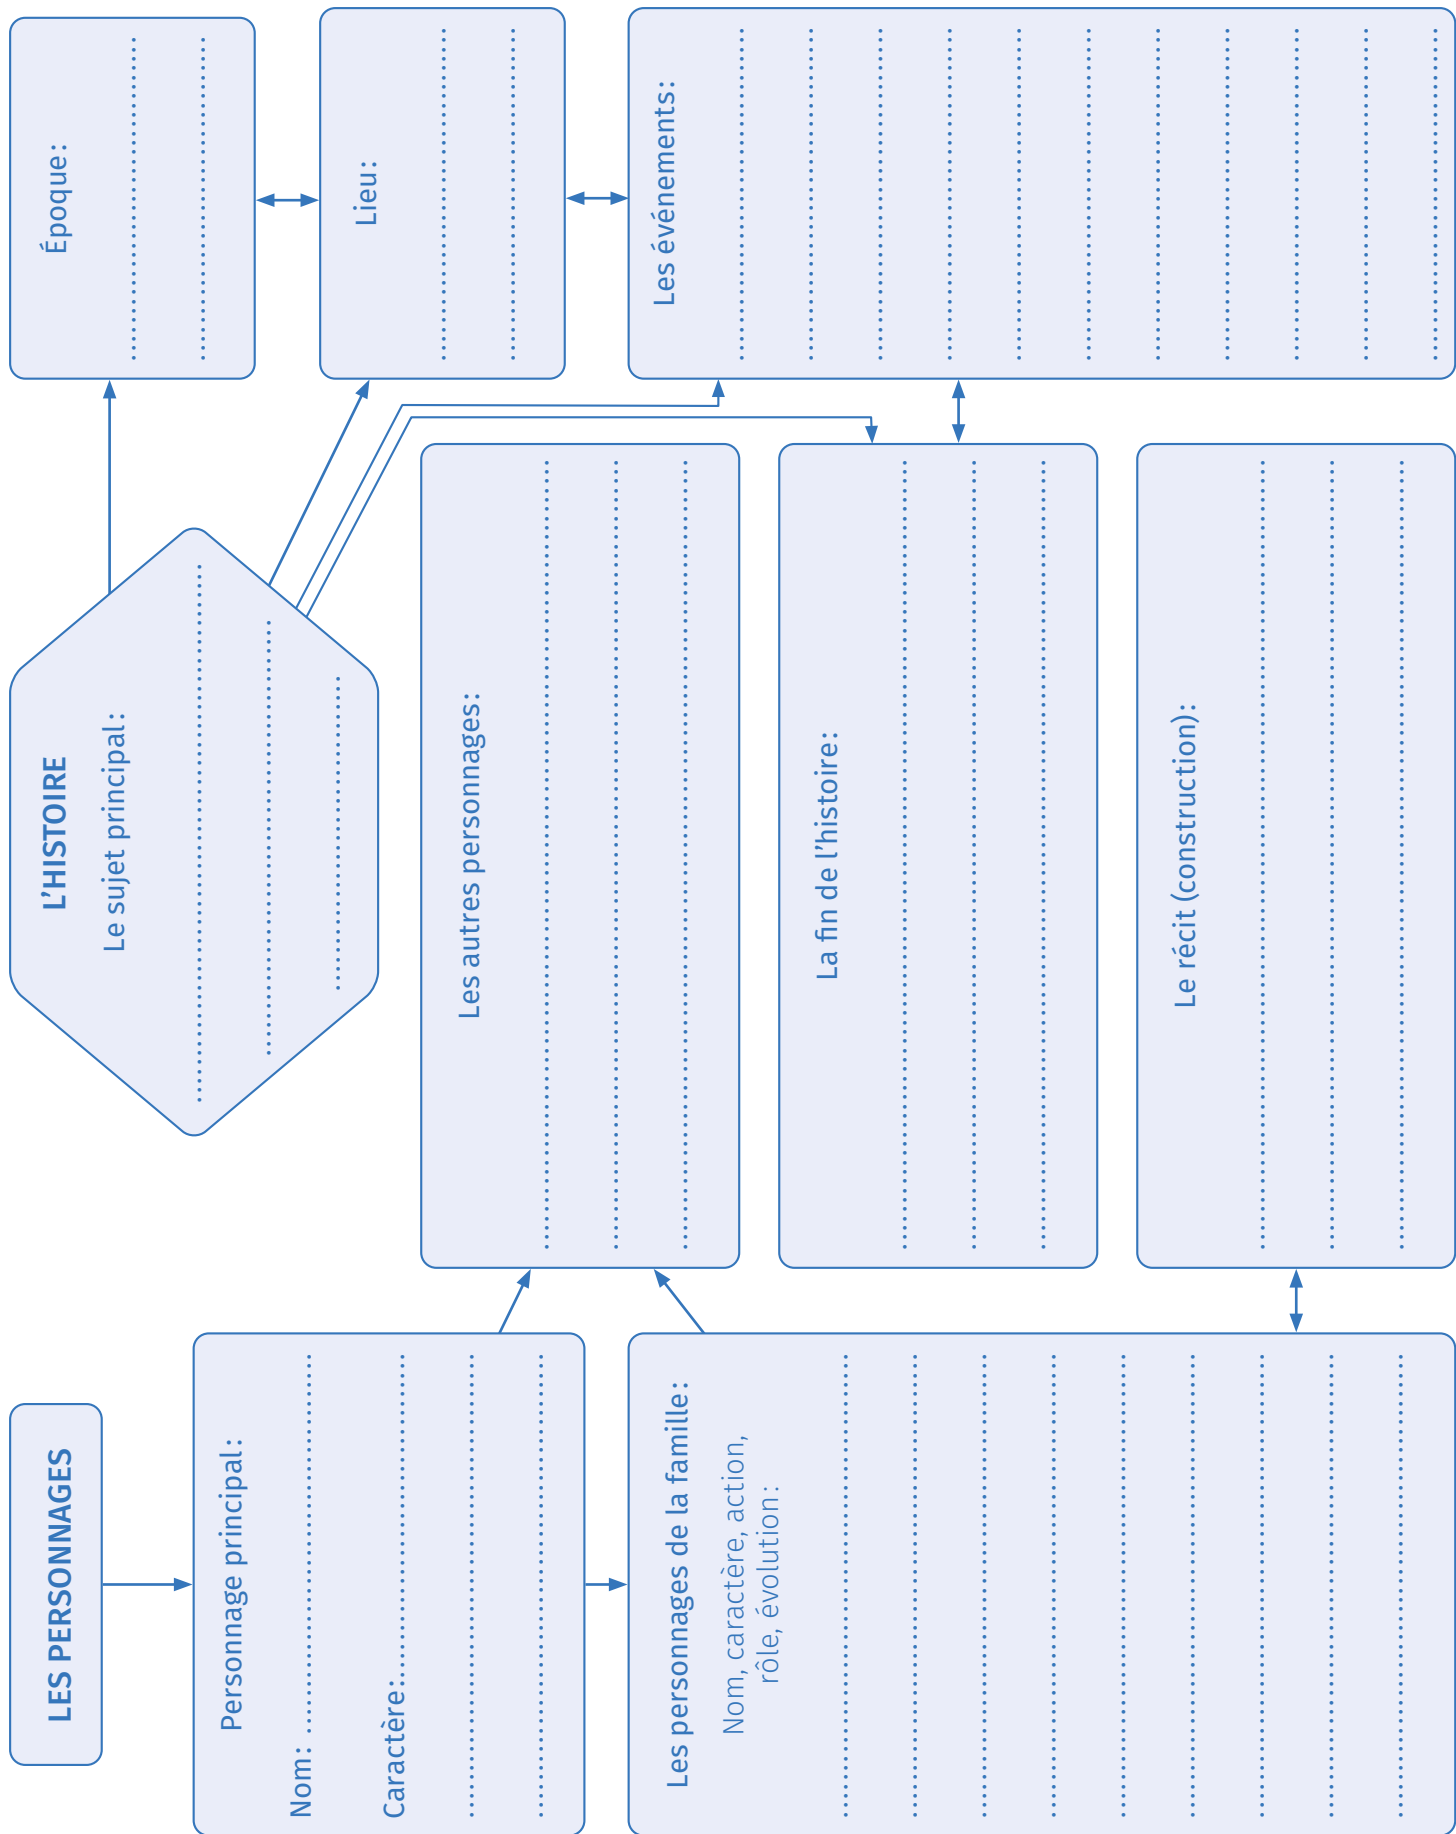 LES PERSONNAGES
Personnage principal :
Nom :
Caractère :
Les personnages de la famille :
Nom, caractère, action,
rôle, évolution :
L’HISTOIRE
Le sujet principal :
Les autres personnages :
La fin de l’histoire :
Le récit (construction) :
Époque :
Lieu :
Les événements :